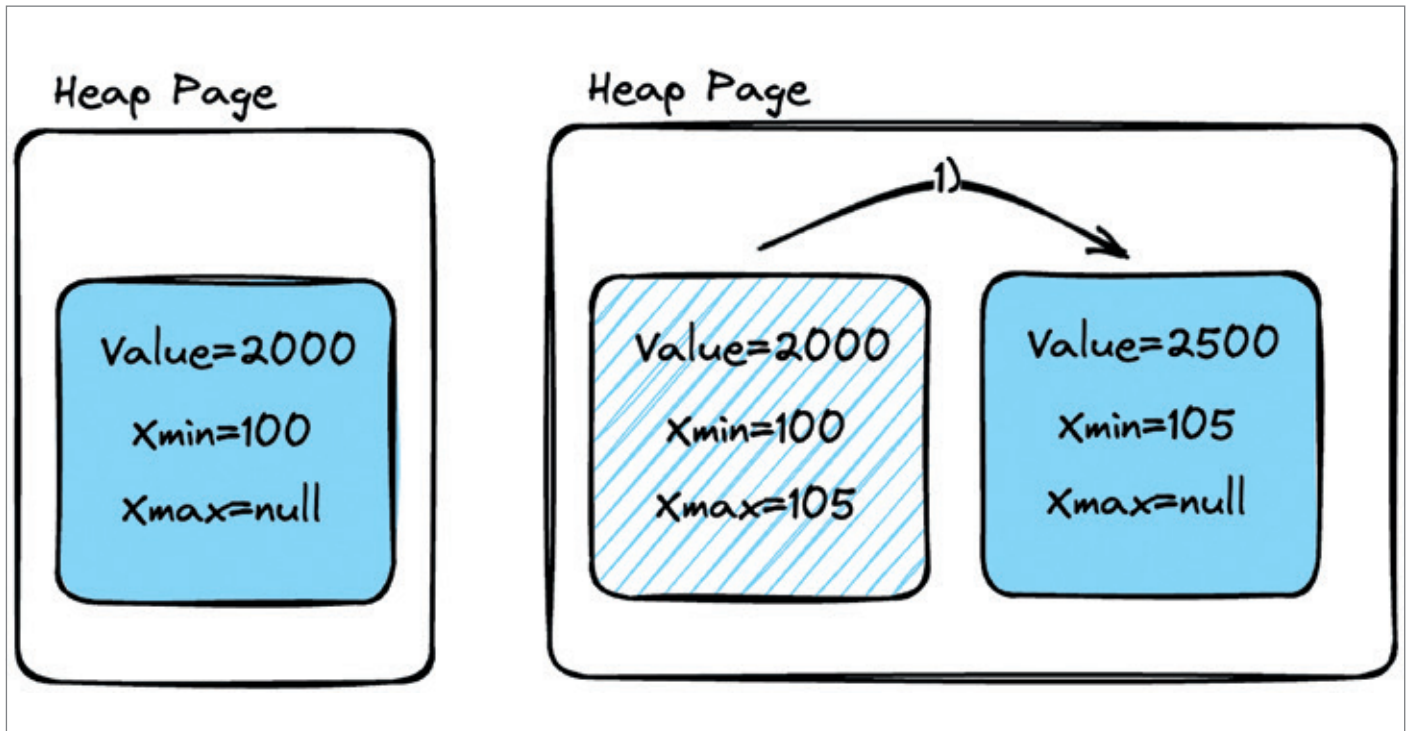 Heap Page
Value=2000
Xmin=100
Xmax=null
Heap Page
1)
Value=2000
Xmin=100
Xmax=105
Value=2500
Xmin=105
Xmax=null